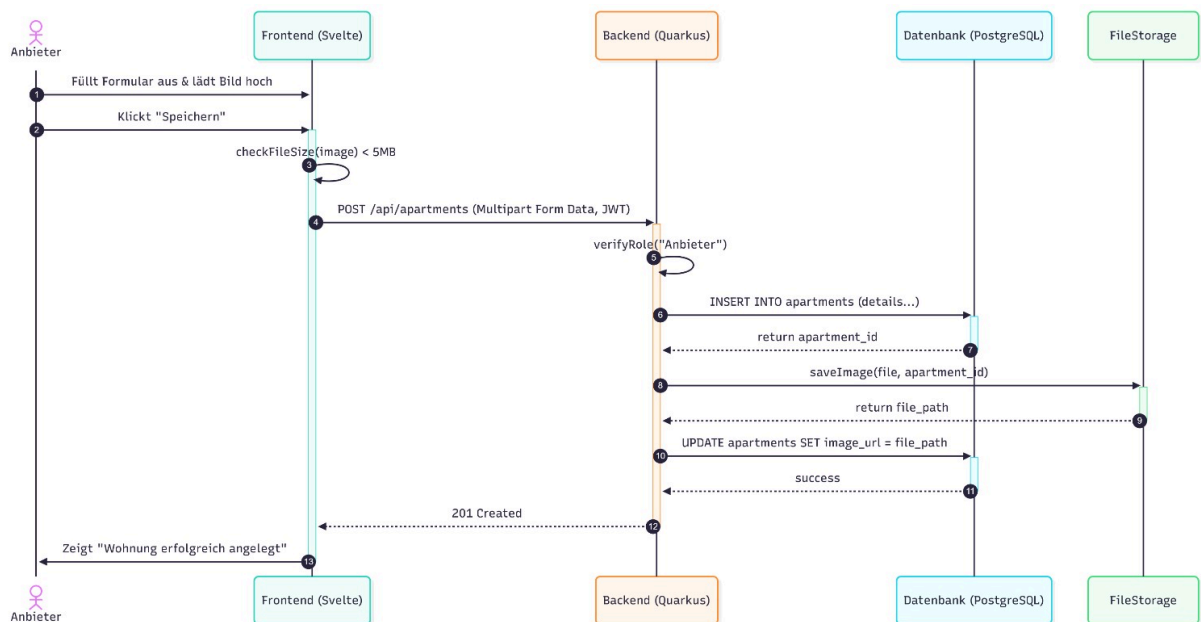 Anbieter
Frontend (Svelte)
Backend (Quarkus)
Datenbank (PostgreSQL)
FileStorage
1
Füllt Formular aus & lädt Bild hoch
2
Klickt "Speichern"
checkFileSize(image) < 5MB
3
4
POST /api/apartments (Multipart Form Data, JWT)
verifyRole("Anbieter")
5
6
INSERT INTO apartments (details...)
return apartment_id
7
8
saveImage(file, apartment_id)
return file_path
9
10
UPDATE apartments SET image_url = file_path
success
11
201 Created
12
Zeigt "Wohnung erfolgreich angelegt"
13
Anbieter
Frontend (Svelte)
Backend (Quarkus)
Datenbank (PostgreSQL)
FileStorage